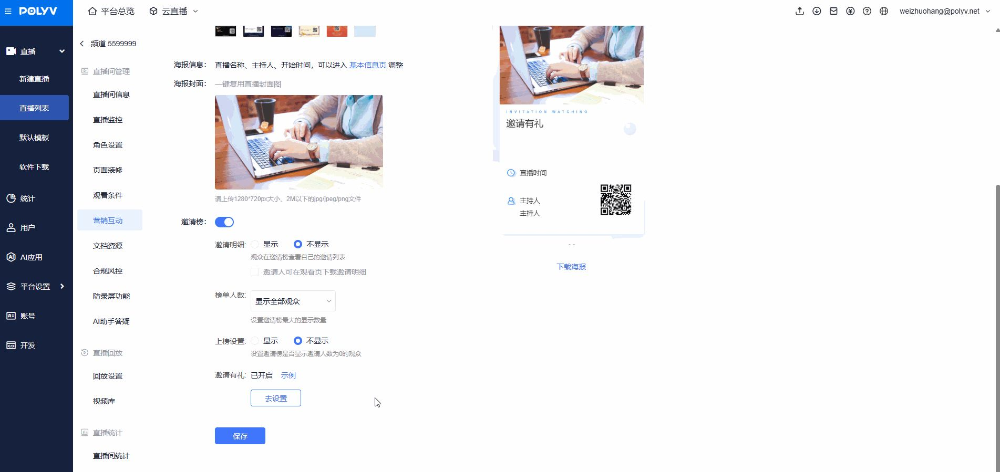 POLYV
平台总览
云直播
weizhuohang@polyv.net
直播
新建直播
直播列表
默认模板
软件下载
统计
用户
AI应用
平台设置
账号
开发
频道 5599999
直播间管理
直播间信息
直播监控
角色设置
页面装修
观看条件
营销互动
文档资源
合规风控
防录屏功能
AI助手答疑
直播回放
回放设置
视频库
直播统计
直播间统计
海报信息： 直播名称、主持人、开始时间，可以进入 基本信息页 调整
海报封面： 一键复用直播封面图
请上传1280*720px大小、2M以下的jpg/jpeg/png文件
邀请榜：
邀请明细: 显示 不显示
观众在邀请榜查看自己的邀请列表
邀请人可在观看页下载邀请明细
榜单人数: 显示全部观众
设置邀请榜最大的显示数量
上榜设置: 显示 不显示
设置邀请榜是否显示邀请人数为0的观众
邀请有礼: 已开启 示例
去设置
保存
INVITATION WATCHING
邀请有礼
直播时间
主持人
主持人
- -
下载海报